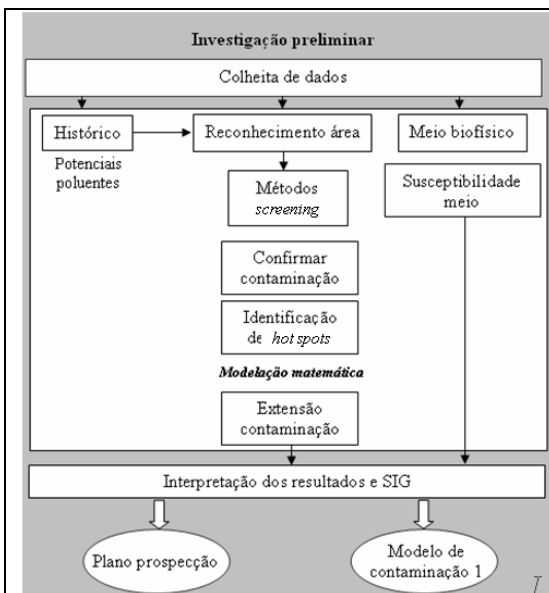 Investigação preliminar
Colheita de dados
Histórico
Reconhecimento área
Meio biofísico
Potenciais
poluentes
Métodos
screening
Susceptibilidade
meio
Confirmar
contaminação
Identificação
de hot spots
Modelação matemática
Extensão
contaminação
Interpretação dos resultados e SIG
Plano prospecção
Modelo de
contaminação 1